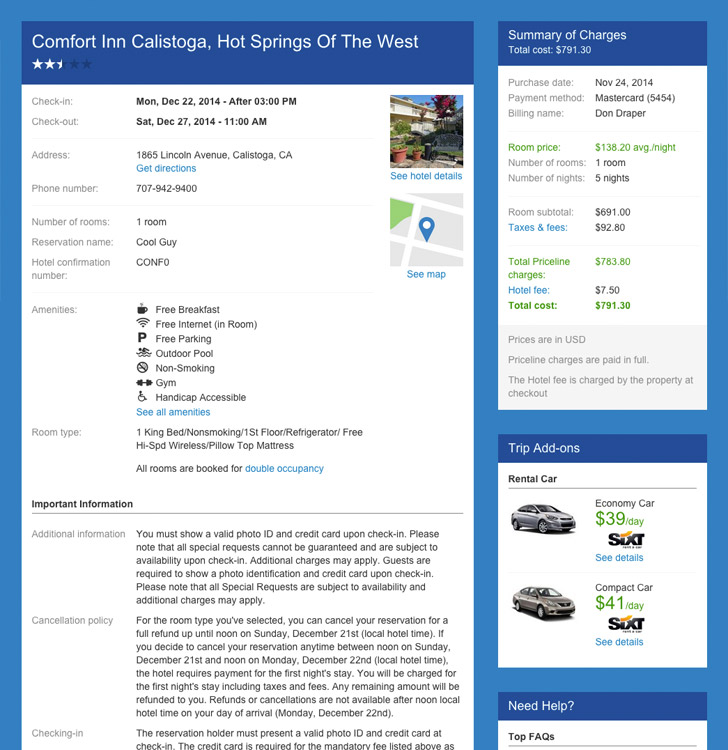 Comfort Inn Calistoga, Hot Springs Of The West
Check-in: Mon, Dec 22, 2014 - After 03:00 PM
Check-out: Sat, Dec 27, 2014 - 11:00 AM
Address: 1865 Lincoln Avenue, Calistoga, CA
Get directions
Phone number: 707-942-9400
See hotel details
Number of rooms: 1 room
Reservation name: Cool Guy
Hotel confirmation number: CONF0
See map
Amenities: Free Breakfast
Free Internet (in Room)
P Free Parking
Outdoor Pool
Non-Smoking
Gym
Handicap Accessible
See all amenities
Room type: 1 King Bed/Nonsmoking/1St Floor/Refrigerator/ Free
Hi-Spd Wireless/Pillow Top Mattress
All rooms are booked for double occupancy
Important Information
Additional information You must show a valid photo ID and credit card upon check-in. Please
note that all special requests cannot be guaranteed and are subject to
availability upon check-in. Additional charges may apply. Guests are
required to show a photo identification and credit card upon check-in.
Please note that all Special Requests are subject to availability and
additional charges may apply.
Cancellation policy For the room type you've selected, you can cancel your reservation for a
full refund up until noon on Sunday, December 21st (local hotel time). If
you decide to cancel your reservation anytime between noon on Sunday,
December 21st and noon on Monday, December 22nd (local hotel time),
the hotel requires payment for the first night's stay. You will be charged for
the first night's stay including taxes and fees. Any remaining amount will be
refunded to you. Refunds or cancellations are not available after noon local
hotel time on your day of arrival (Monday, December 22nd).
Checking-in The reservation holder must present a valid photo ID and credit card at
check-in. The credit card is required for the mandatory fee listed above as
Summary of Charges
Total cost: $791.30
Purchase date: Nov 24, 2014
Payment method: Mastercard (5454)
Billing name: Don Draper
Room price: $138.20 avg./night
Number of rooms: 1 room
Number of nights: 5 nights
Room subtotal: $691.00
Taxes & fees: $92.80
Total Priceline charges: $783.80
Hotel fee: $7.50
Total cost: $791.30
Prices are in USD
Priceline charges are paid in full.
The Hotel fee is charged by the property at
checkout
Trip Add-ons
Rental Car
Economy Car
$39/day
SIXT
rent a car
See details
Compact Car
$41/day
SIXT
rent a car
See details
Need Help?
Top FAQs